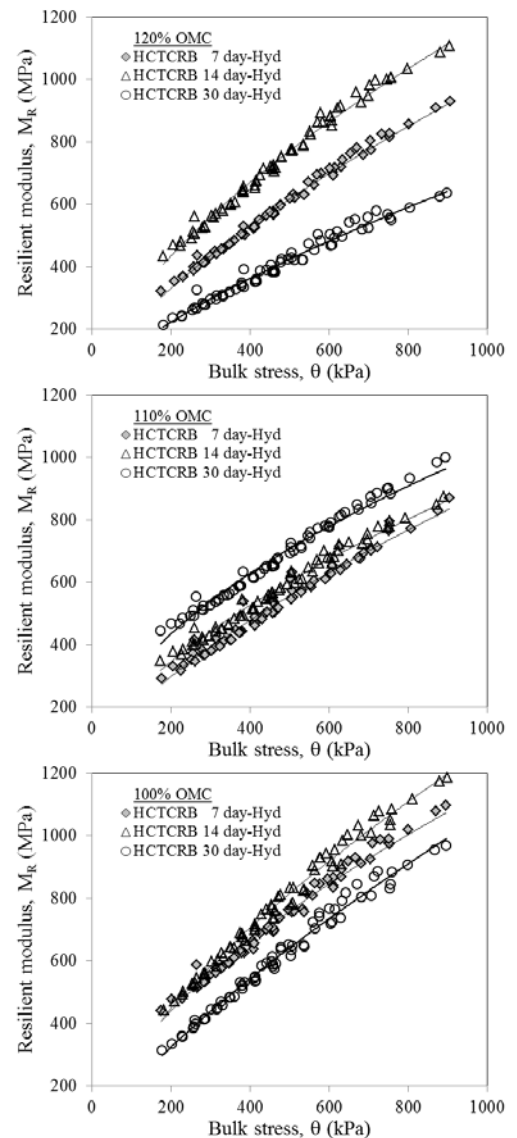 1200
1000
800
600
400
200
Resilient modulus, M_R (MPa)
120% OMC
HCTCRB 7 day-Hyd
HCTCRB 14 day-Hyd
HCTCRB 30 day-Hyd
0 200 400 600 800 1000
Bulk stress, θ (kPa)
1200
1000
800
600
400
200
Resilient modulus, M_R (MPa)
110% OMC
HCTCRB 7 day-Hyd
HCTCRB 14 day-Hyd
HCTCRB 30 day-Hyd
0 200 400 600 800 1000
Bulk stress, θ (kPa)
1200
1000
800
600
400
200
Resilient modulus, M_R (MPa)
100% OMC
HCTCRB 7 day-Hyd
HCTCRB 14 day-Hyd
HCTCRB 30 day-Hyd
0 200 400 600 800 1000
Bulk stress, θ (kPa)